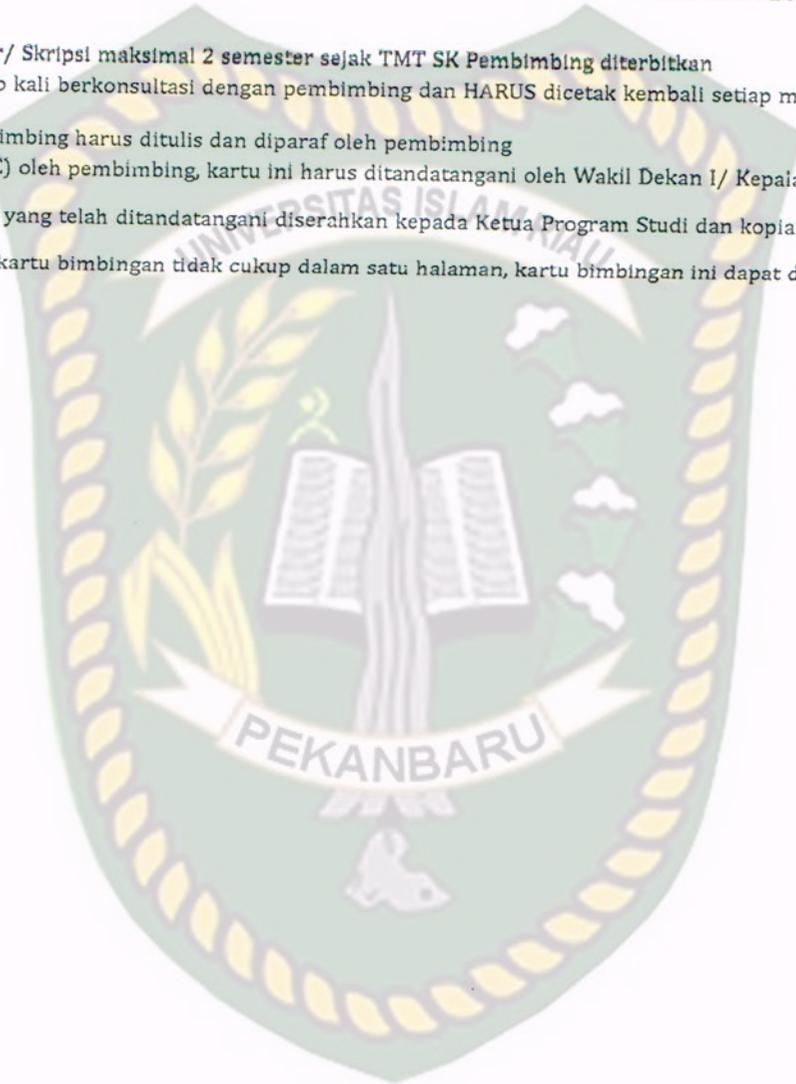 / Skripsi maksimal 2 semester sejak TMT SK Pembimbing diterbitkan
kali berkonsultasi dengan pembimbing dan HARUS dicetak kembali setiap m
imbing harus ditulis dan diparaf oleh pembimbing
) oleh pembimbing, kartu ini harus ditandatangani oleh Wakil Dekan I/ Kepala
yang telah ditandatangani diserahkan kepada Ketua Program Studi dan kopia
kartu bimbingan tidak cukup dalam satu halaman, kartu bimbingan ini dapat d
UNIVERSITAS ISLAM RIAU
PEKANBARU